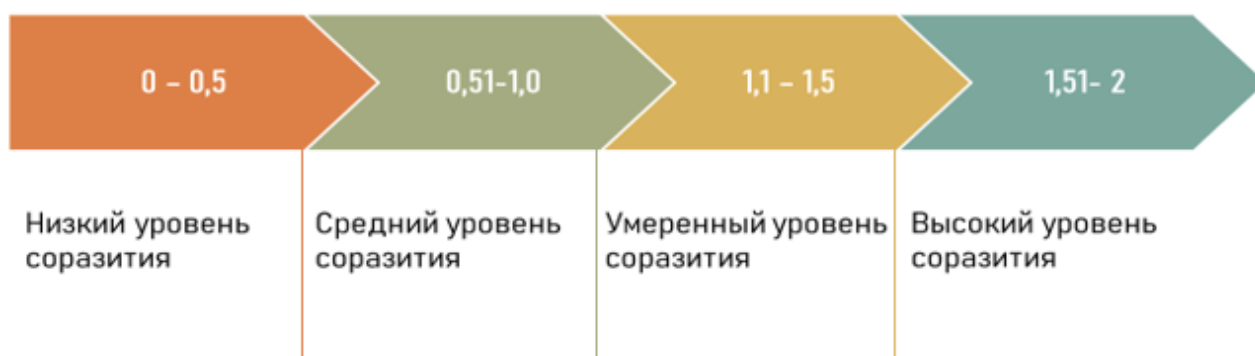 0 – 0,5
0,51-1,0
1,1 – 1,5
1,51- 2
Низкий уровень
соразития
Средний уровень
соразития
Умеренный уровень
соразития
Высокий уровень
соразития